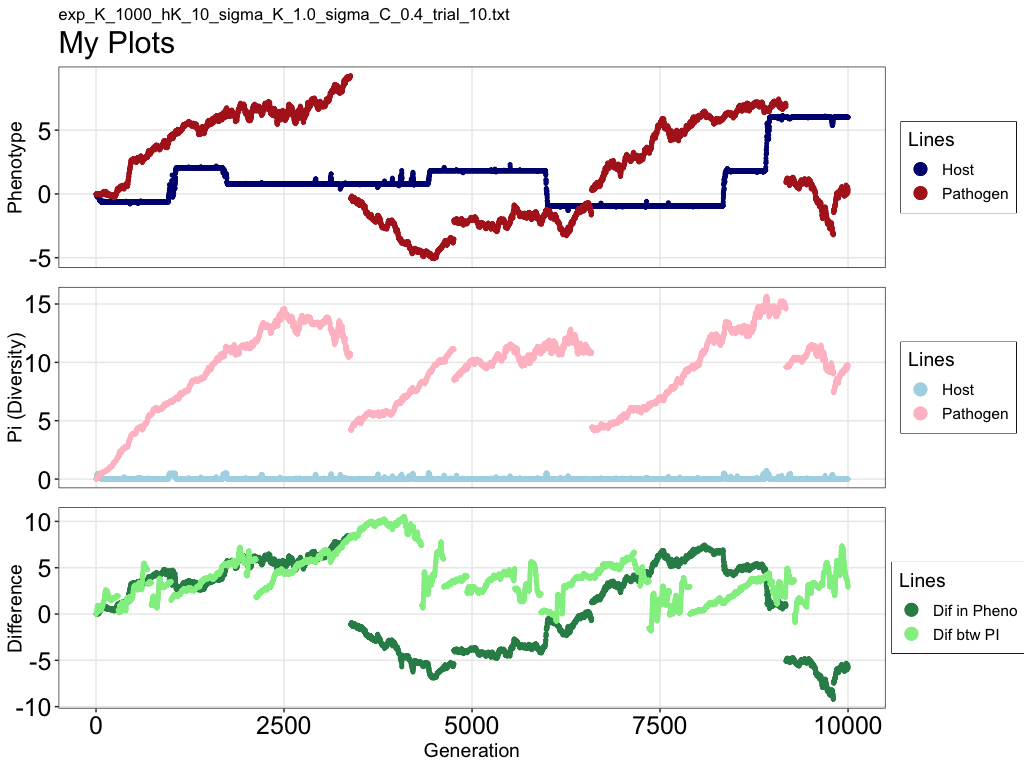 exp_K_1000_hK_10_sigma_K_1.0_sigma_C_0.4_trial_10.txt
My Plots
Phenotype
5
0
-5
Lines
Host
Pathogen
Pi (Diversity)
15
10
5
0
Lines
Host
Pathogen
Difference
10
5
0
-5
-10
Lines
Dif in Pheno
Dif btw PI
0 2500 5000 7500 10000
Generation